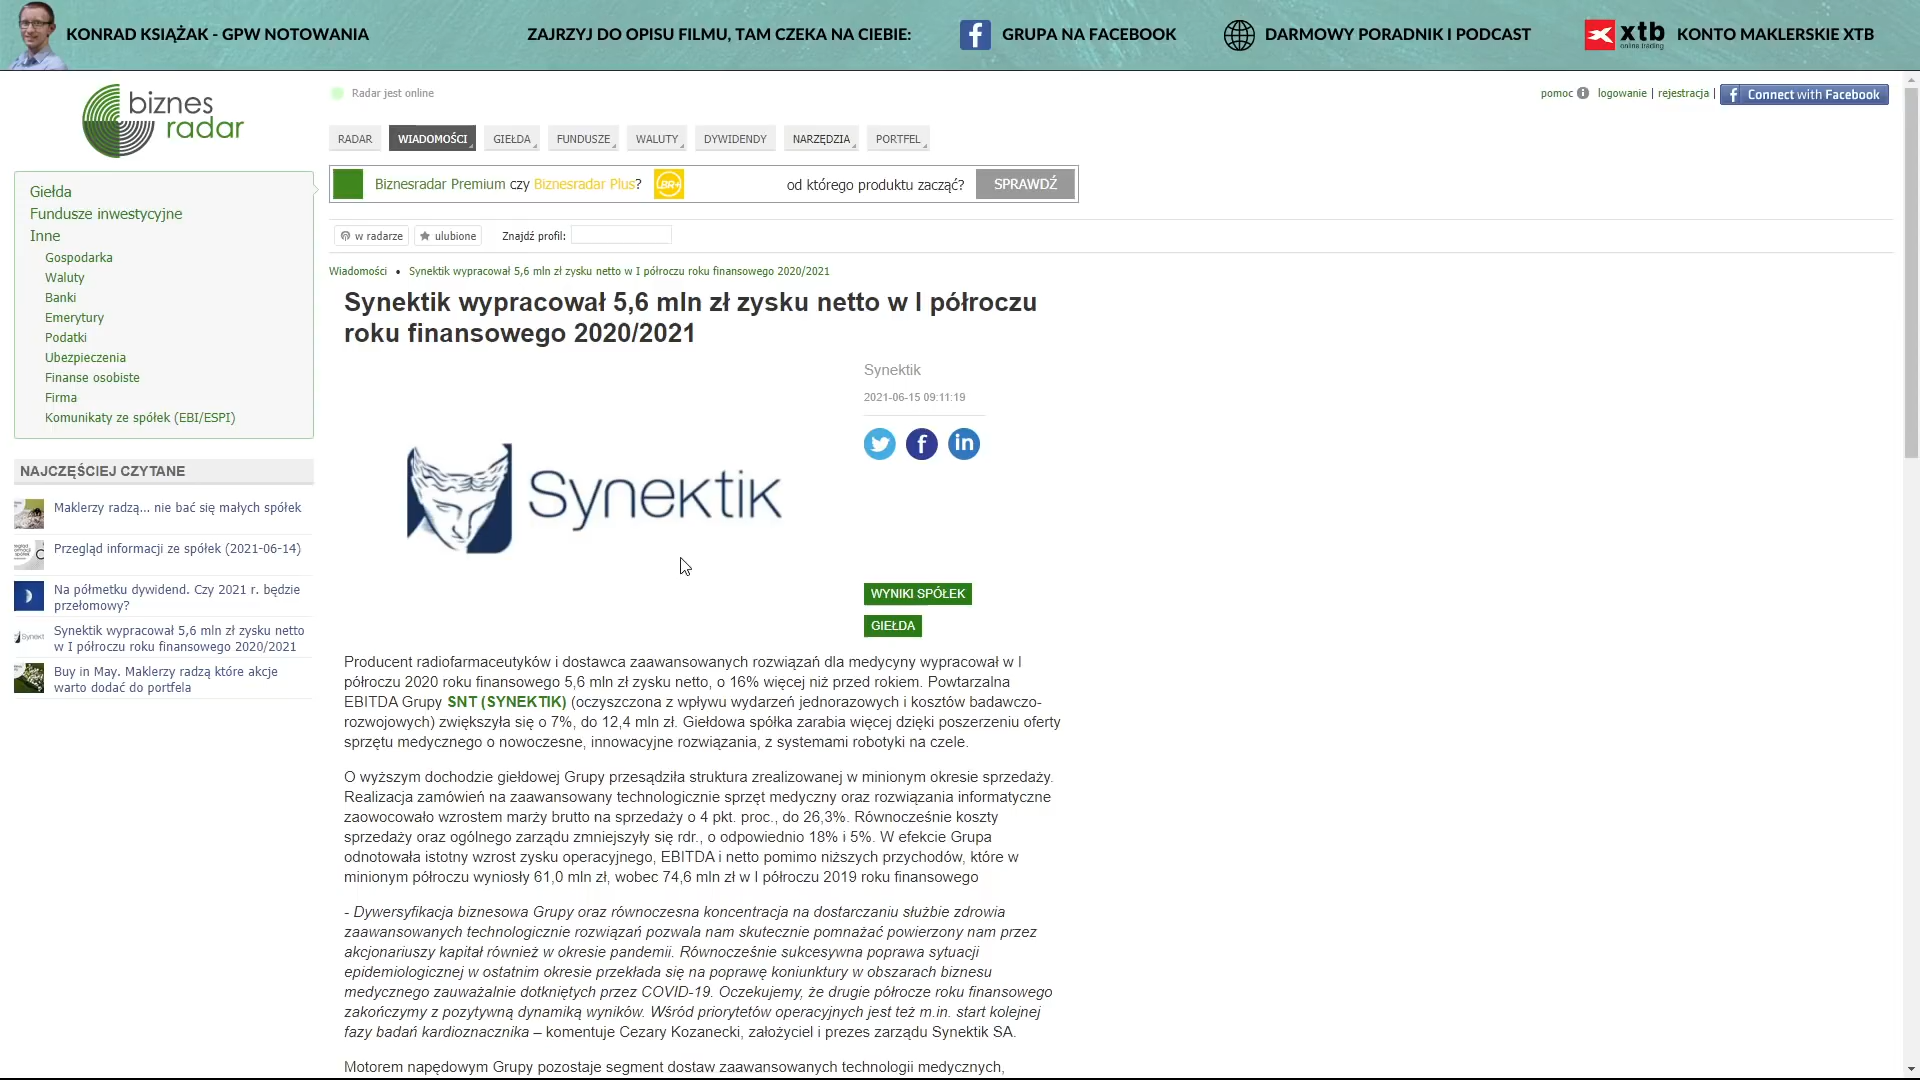 KONRAD KSIĄŻAK - GPW NOTOWANIA
ZAJRZYJ DO OPISU FILMU, TAM CZEKA NA CIEBIE:
GRUPA NA FACEBOOK
DARMOWY PORADNIK I PODCAST
xtb
online trading
KONTO MAKLERSKIE XTB
biznes
radar
Radar jest online
pomoc
logowanie | rejestracja |
Connect with Facebook
RADAR
WIADOMOŚCI
GIEŁDA
FUNDUSZE
WALUTY
DYWIDENDY
NARZĘDZIA
PORTFEL
Biznesradar Premium czy Biznesradar Plus?
BR+
od którego produktu zacząć?
SPRAWDŹ
w radarze
ulubione
Znajdź profil:
Giełda
Fundusze inwestycyjne
Inne
Gospodarka
Waluty
Banki
Emerytury
Podatki
Ubezpieczenia
Finanse osobiste
Firma
Komunikaty ze spółek (EBI/ESPI)
NAJCZĘŚCIEJ CZYTANE
Maklerzy radzą... nie bać się małych spółek
Przegląd informacji ze spółek (2021-06-14)
Na półmetku dywidend. Czy 2021 r. będzie
przełomowy?
Synektik wypracował 5,6 mln zł zysku netto
w I półroczu roku finansowego 2020/2021
Buy in May. Maklerzy radzą które akcje
warto dodać do portfela
Wiadomości • Synektik wypracował 5,6 mln zł zysku netto w I półroczu roku finansowego 2020/2021
Synektik wypracował 5,6 mln zł zysku netto w I półroczu
roku finansowego 2020/2021
Synektik
2021-06-15 09:11:19
Synektik
WYNIKI SPÓŁEK
GIEŁDA
Producent radiofarmaceutyków i dostawca zaawansowanych rozwiązań dla medycyny wypracował w I
półroczu 2020 roku finansowego 5,6 mln zł zysku netto, o 16% więcej niż przed rokiem. Powtarzalna
EBITDA Grupy SNT (SYNEKTIK) (oczyszczona z wpływu wydarzeń jednorazowych i kosztów badawczo-
rozwojowych) zwiększyła się o 7%, do 12,4 mln zł. Giełdowa spółka zarabia więcej dzięki poszerzeniu oferty
sprzętu medycznego o nowoczesne, innowacyjne rozwiązania, z systemami robotyki na czele.
O wyższym dochodzie giełdowej Grupy przesądziła struktura zrealizowanej w minionym okresie sprzedaży.
Realizacja zamówień na zaawansowany technologicznie sprzęt medyczny oraz rozwiązania informatyczne
zaowocowało wzrostem marży brutto na sprzedaży o 4 pkt. proc., do 26,3%. Równocześnie koszty
sprzedaży oraz ogólnego zarządu zmniejszyły się rdr., o odpowiednio 18% i 5%. W efekcie Grupa
odnotowała istotny wzrost zysku operacyjnego, EBITDA i netto pomimo niższych przychodów, które w
minionym półroczu wyniosły 61,0 mln zł, wobec 74,6 mln zł w I półroczu 2019 roku finansowego
- Dywersyfikacja biznesowa Grupy oraz równoczesna koncentracja na dostarczaniu służbie zdrowia
zaawansowanych technologicznie rozwiązań pozwala nam skutecznie pomnażać powierzony nam przez
akcjonariuszy kapitał również w okresie pandemii. Równocześnie sukcesywna poprawa sytuacji
epidemiologicznej w ostatnim okresie przekłada się na poprawę koniunktury w obszarach biznesu
medycznego zauważalnie dotkniętych przez COVID-19. Oczekujemy, że drugie półrocze roku finansowego
zakończymy z pozytywną dynamiką wyników. Wśród priorytetów operacyjnych jest też m.in. start kolejnej
fazy badań kardioznacznika – komentuje Cezary Kozanecki, założyciel i prezes zarządu Synektik SA.
Motorem napędowym Grupy pozostaje segment dostaw zaawansowanych technologii medycznych,